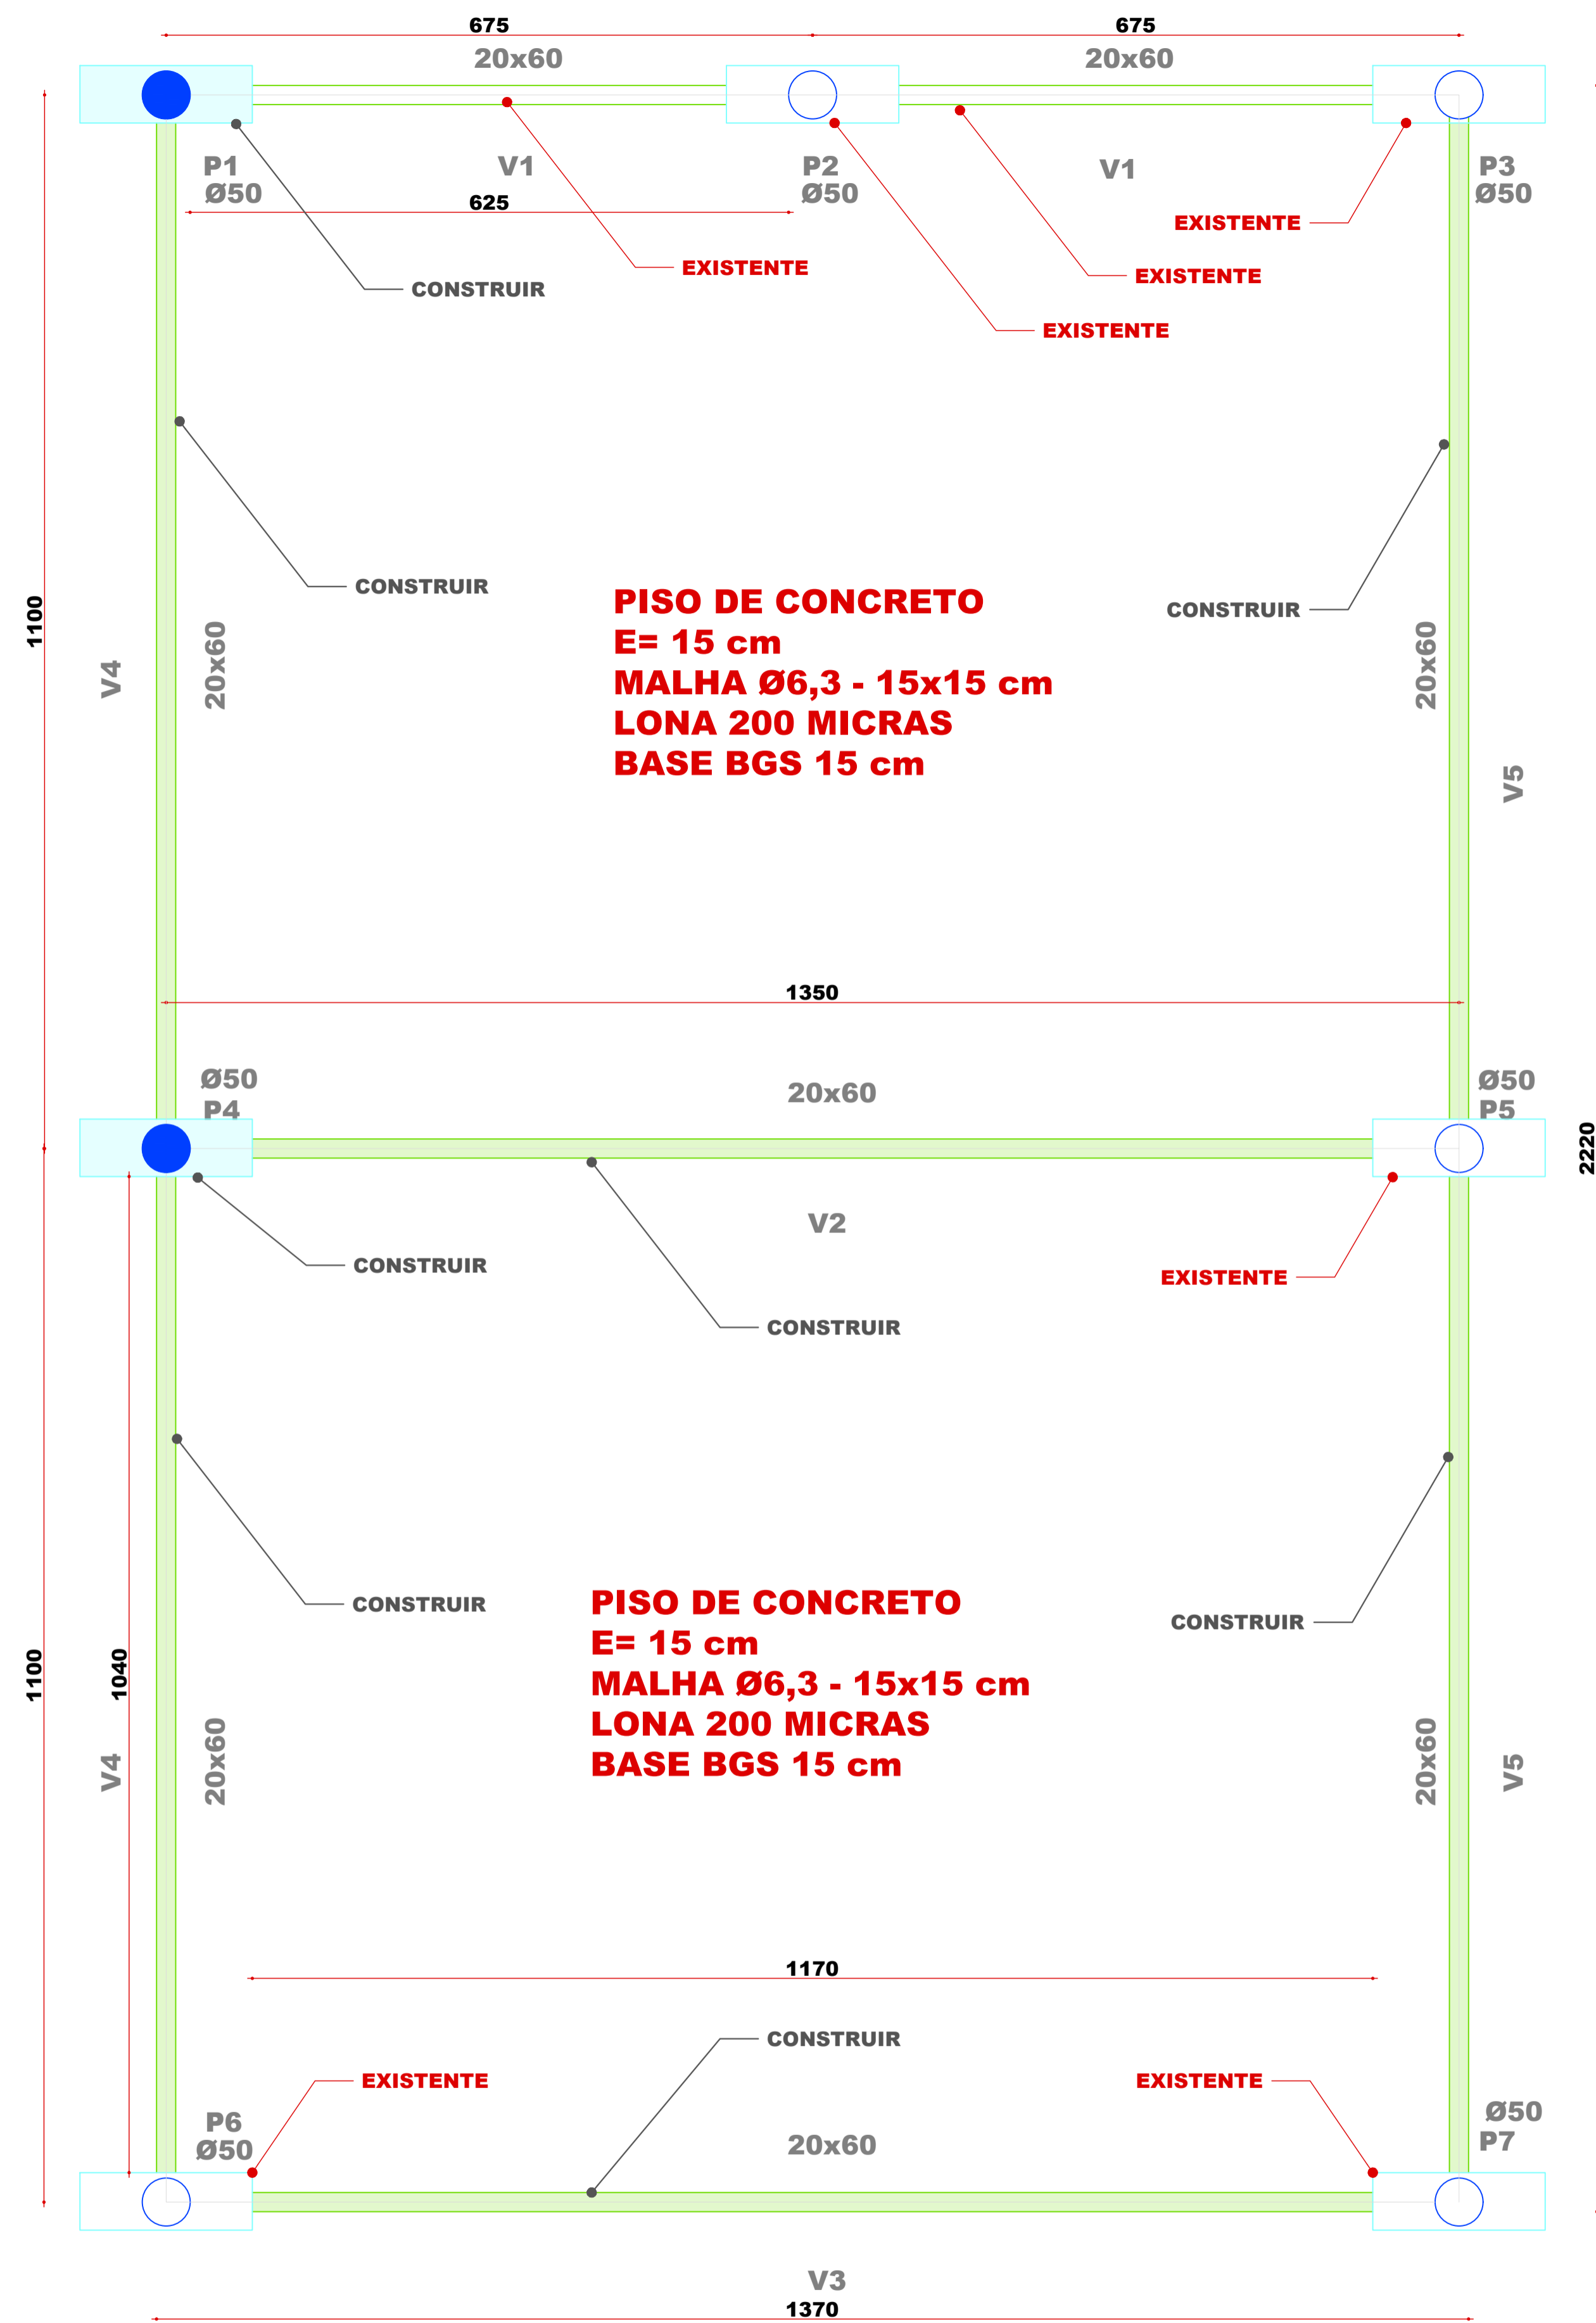 675
675
20x60
20x60
P1
Ø50
V1
P2
Ø50
V1
P3
Ø50
625
EXISTENTE
EXISTENTE
EXISTENTE
CONSTRUIR
EXISTENTE
CONSTRUIR
CONSTRUIR
PISO DE CONCRETO
E= 15 cm
MALHA Ø6,3 - 15x15 cm
LONA 200 MICRAS
BASE BGS 15 cm
1100
V4
20x60
20x60
V5
1350
Ø50
P4
20x60
Ø50
P5
2220
V2
CONSTRUIR
EXISTENTE
CONSTRUIR
CONSTRUIR
CONSTRUIR
PISO DE CONCRETO
E= 15 cm
MALHA Ø6,3 - 15x15 cm
LONA 200 MICRAS
BASE BGS 15 cm
1100
1040
V4
20x60
20x60
V5
1170
CONSTRUIR
EXISTENTE
EXISTENTE
P6
Ø50
20x60
Ø50
P7
V3
1370